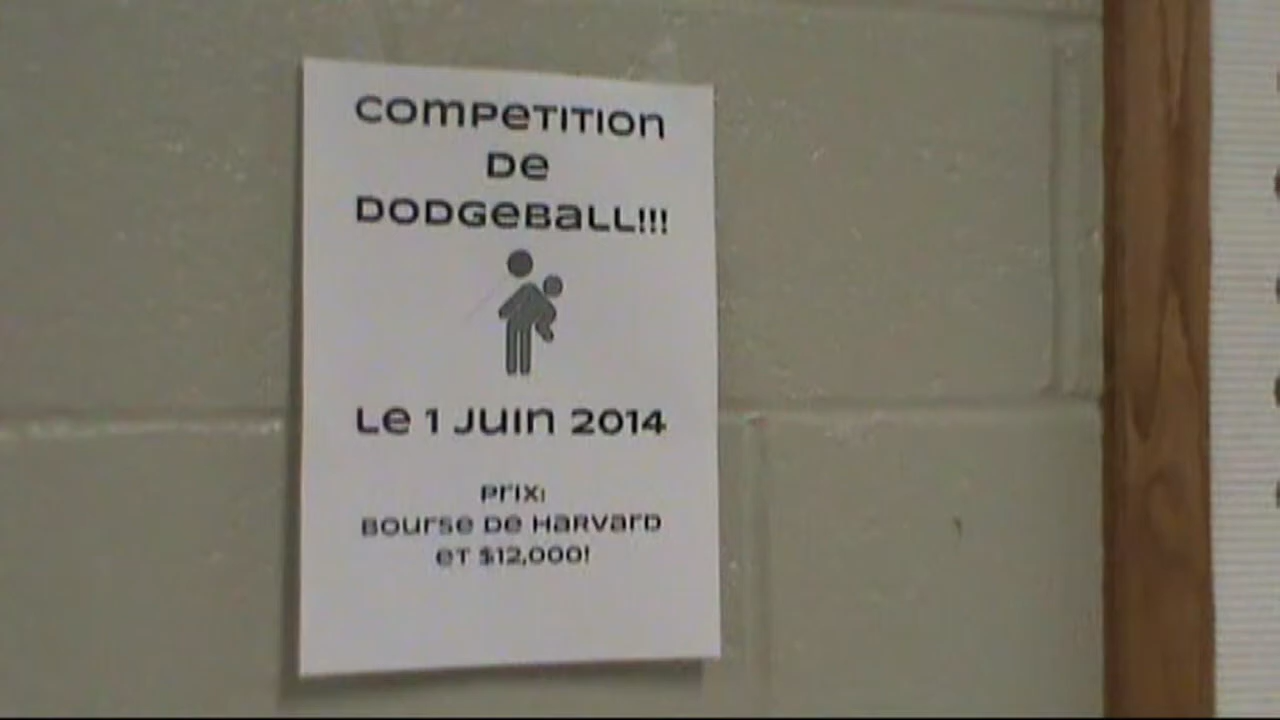 Competition
De
Dodgeball!!!
Le 1 Juin 2014
Prix:
Bourse De Harvard
et $12,000!